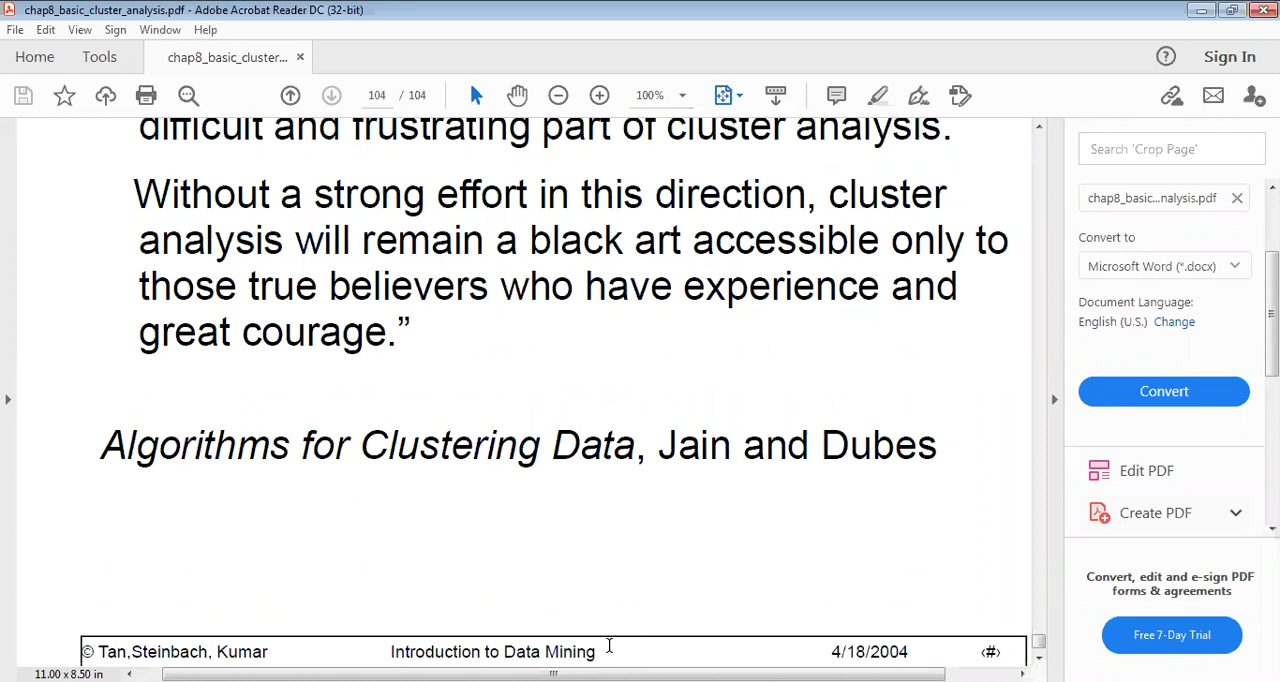 chap8_basic_cluster_analysis.pdf - Adobe Acrobat Reader DC (32-bit)
File Edit View Sign Window Help
Home Tools chap8_basic_cluster... × Sign In
104 / 104 100%
difficult and frustrating part of cluster analysis.
Without a strong effort in this direction, cluster
analysis will remain a black art accessible only to
those true believers who have experience and
great courage.”
Algorithms for Clustering Data, Jain and Dubes
© Tan,Steinbach, Kumar Introduction to Data Mining 4/18/2004 ‹#›
11.00 x 8.50 in
Search 'Crop Page'
chap8_basic...nalysis.pdf
Convert to
Microsoft Word (*.docx)
Document Language:
English (U.S.) Change
Convert
Edit PDF
Create PDF
Convert, edit and e-sign PDF
forms & agreements
Free 7-Day Trial